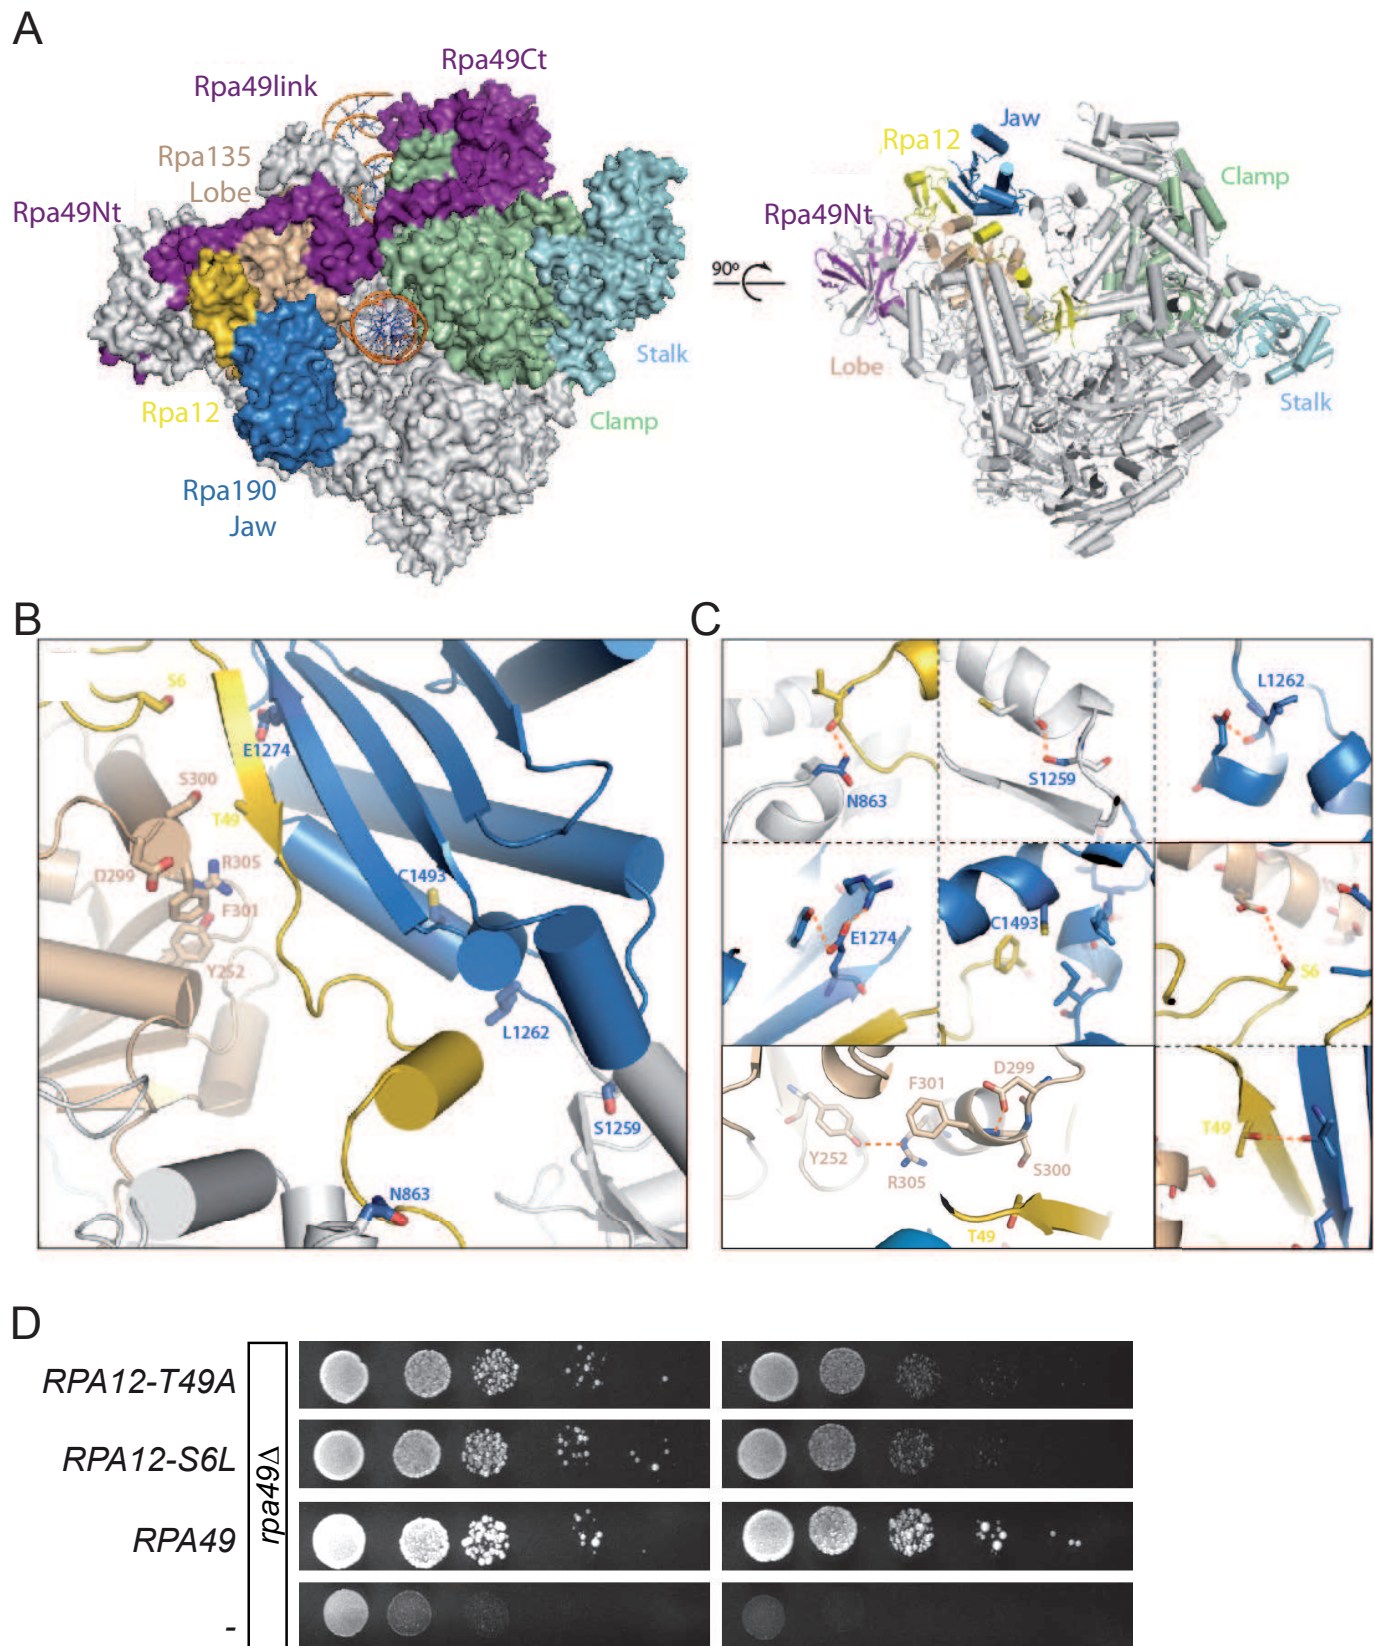 A
Rpa49Ct
Rpa49link
Rpa135
Lobe
Rpa49Nt
Rpa12
Rpa190
Jaw
Clamp
Stalk
90º
Jaw
Rpa12
Clamp
Rpa49Nt
Lobe
Stalk
B
S6
E1274
S300
T49
D299
R305
F301
C1493
Y252
L1262
S1259
N863
C
N863
S1259
L1262
E1274
C1493
S6
D299
F301
Y252
R305
S300
T49
T49
D
RPA12-T49A
RPA12-S6L
RPA49
-
rpa49Δ